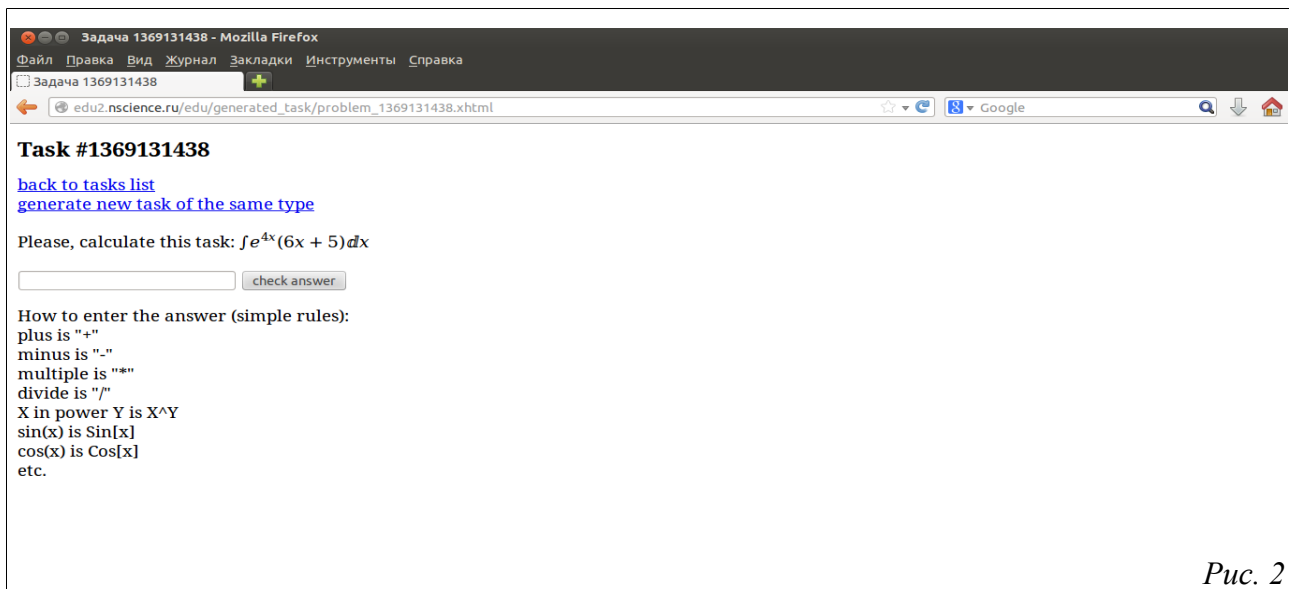 Задача 1369131438 - Mozilla Firefox
Файл Правка Вид Журнал Закладки Инструменты Справка
Задача 1369131438
edu2.nscience.ru/edu/generated_task/problem_1369131438.xhtml Google
Task #1369131438
back to tasks list
generate new task of the same type
Please, calculate this task: ∫e^{4x}(6x + 5)ⅆx
check answer
How to enter the answer (simple rules):
plus is "+"
minus is "-"
multiple is "*"
divide is "/"
X in power Y is X^Y
sin(x) is Sin[x]
cos(x) is Cos[x]
etc.
Рис. 2